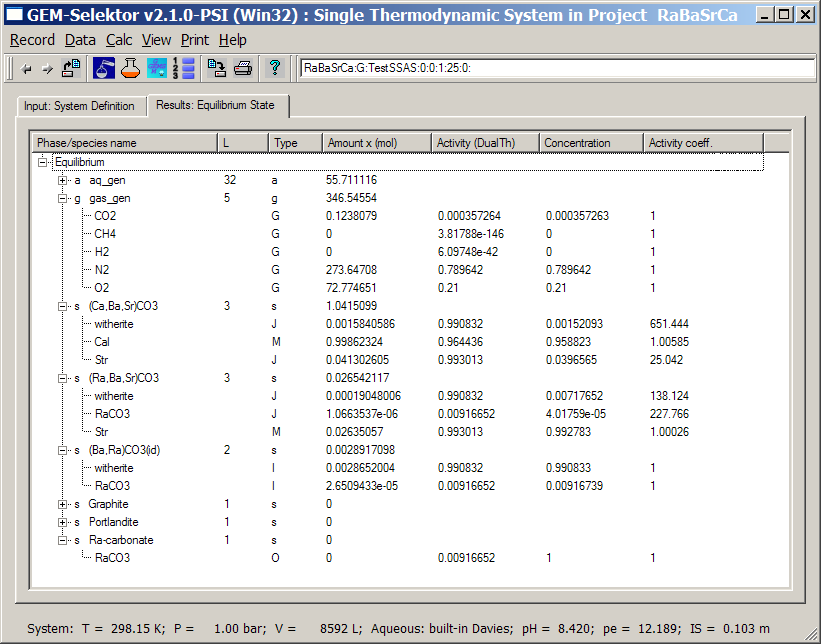 GEM-Selektor v2.1.0-PSI (Win32) : Single Thermodynamic System in Project RaBaSrCa
Record Data Calc View Print Help
RaBaSrCa:G:TestSSAS:0:0:1:25:0:
Input: System Definition Results: Equilibrium State
Phase/species name L Type Amount x (mol) Activity (DualTh) Concentration Activity coeff.
Equilibrium
a aq_gen 32 a 55.711116
g gas_gen 5 g 346.54554
CO2 G 0.1238079 0.000357264 0.000357263 1
CH4 G 0 3.81788e-146 0 1
H2 G 0 6.09748e-42 0 1
N2 G 273.64708 0.789642 0.789642 1
O2 G 72.774651 0.21 0.21 1
s (Ca,Ba,Sr)CO3 3 s 1.0415099
witherite J 0.0015840586 0.990832 0.00152093 651.444
Cal M 0.99862324 0.964436 0.958823 1.00585
Str J 0.041302605 0.993013 0.0396565 25.042
s (Ra,Ba,Sr)CO3 3 s 0.026542117
witherite J 0.00019048006 0.990832 0.00717652 138.124
RaCO3 J 1.0663537e-06 0.00916652 4.01759e-05 227.766
Str M 0.02635057 0.993013 0.992783 1.00026
s (Ba,Ra)CO3(id) 2 s 0.0028917098
witherite I 0.0028652004 0.990832 0.990833 1
RaCO3 I 2.6509433e-05 0.00916652 0.00916739 1
s Graphite 1 s 0
s Portlandite 1 s 0
s Ra-carbonate 1 s 0
RaCO3 O 0 0.00916652 1 1
System: T = 298.15 K; P = 1.00 bar; V = 8592 L; Aqueous: built-in Davies; pH = 8.420; pe = 12.189; IS = 0.103 m